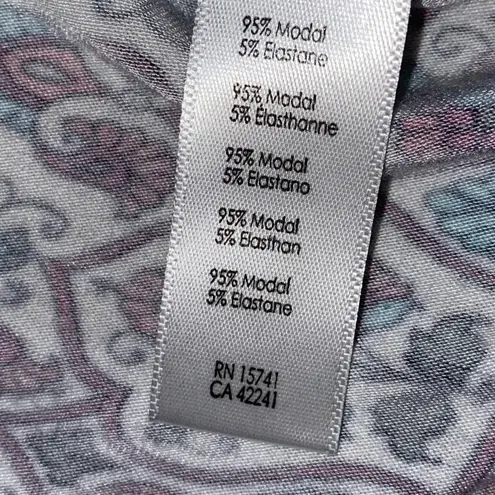 95% Modal
5% Elastane
95% Modal
5% Élasthanne
95% Modal
5% Elastano
95% Modal
5% Elasthan
95% Modal
5% Elastane
RN 15741
CA 42241